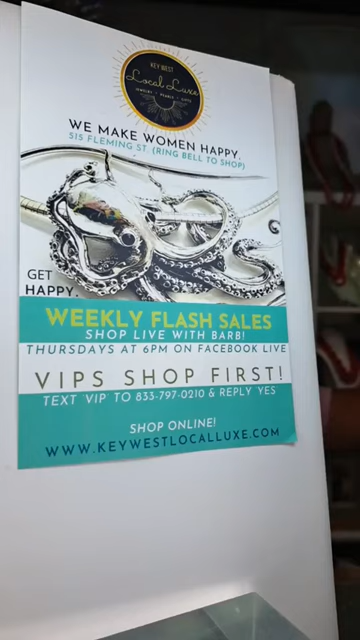 KEY WEST
Local Luxe
JEWELRY • PEARLS • GIFTS
WE MAKE WOMEN HAPPY.
515 FLEMING ST. (RING BELL TO SHOP)
GET
HAPPY.
WEEKLY FLASH SALES
SHOP LIVE WITH BARB!
THURSDAYS AT 6PM ON FACEBOOK LIVE
VIPS SHOP FIRST!
TEXT 'VIP' TO 833-797-0210 & REPLY 'YES'
SHOP ONLINE!
WWW.KEYWESTLOCALLUXE.COM